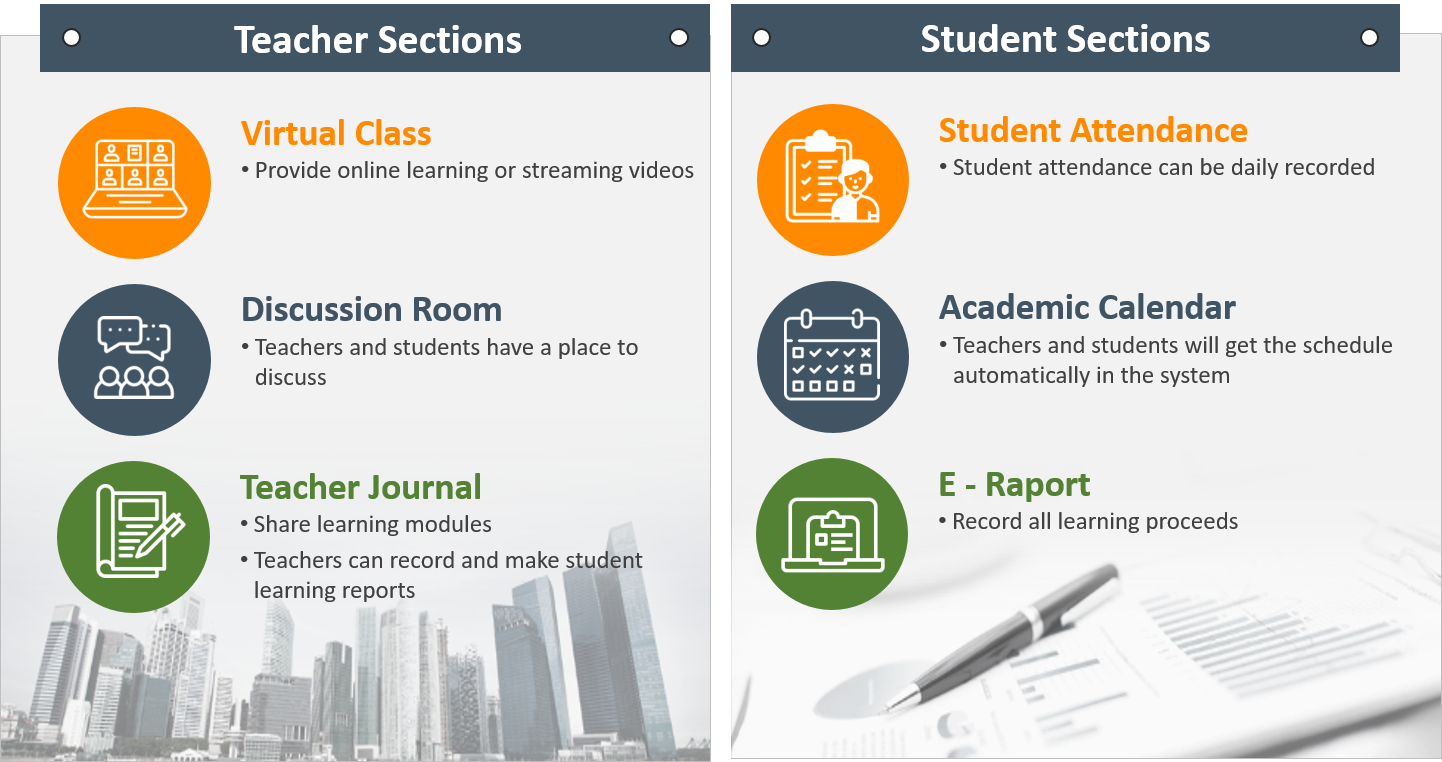 Teacher Sections
Virtual Class
• Provide online learning or streaming videos
Discussion Room
• Teachers and students have a place to
discuss
Teacher Journal
• Share learning modules
• Teachers can record and make student
learning reports
Student Sections
Student Attendance
• Student attendance can be daily recorded
Academic Calendar
• Teachers and students will get the schedule
automatically in the system
E - Raport
• Record all learning proceeds